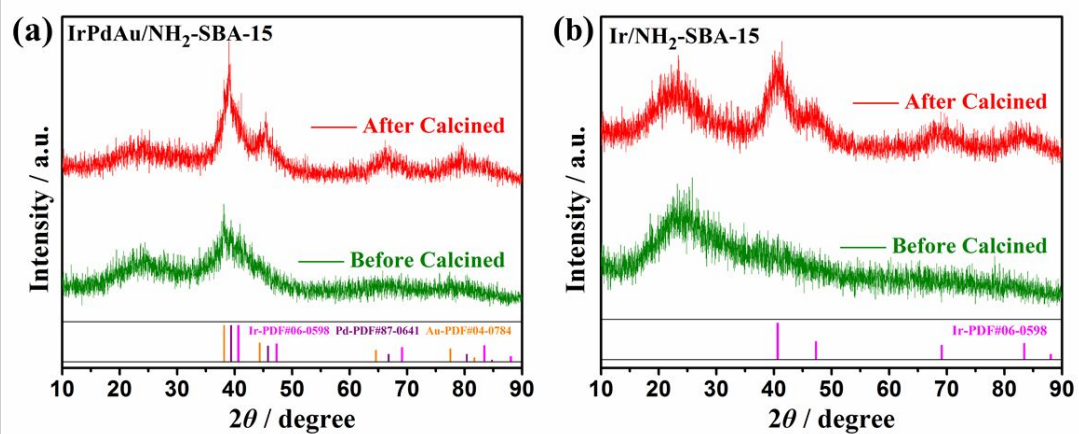 (a) IrPdAu/NH₂-SBA-15
After Calcined
Before Calcined
Ir-PDF#06-0598 Pd-PDF#87-0641 Au-PDF#04-0784
Intensity / a.u.
10 20 30 40 50 60 70 80 90
2θ / degree
(b) Ir/NH₂-SBA-15
After Calcined
Before Calcined
Ir-PDF#06-0598
Intensity / a.u.
10 20 30 40 50 60 70 80 90
2θ / degree